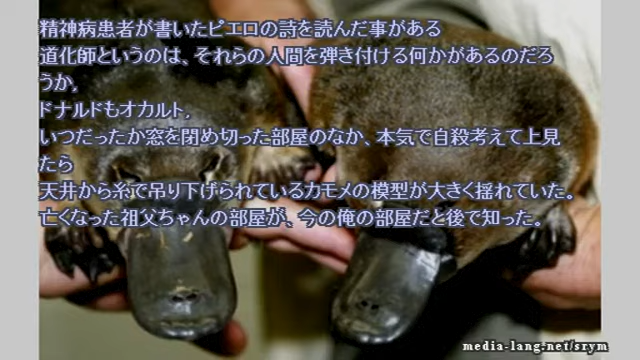 精神病患者が書いたピエロの詩を読んだ事がある
道化師というのは、それらの人間を弾き付ける何かがあるのだろ
うか,
ドナルドもオカルト,
いつだったか窓を閉め切った部屋のなか、本気で自殺考えて上見
たら
天井から糸で吊り下げられているカモメの模型が大きく揺れていた。
亡くなった祖父ちゃんの部屋が、今の俺の部屋だと後で知った。
media-lang.net/srym